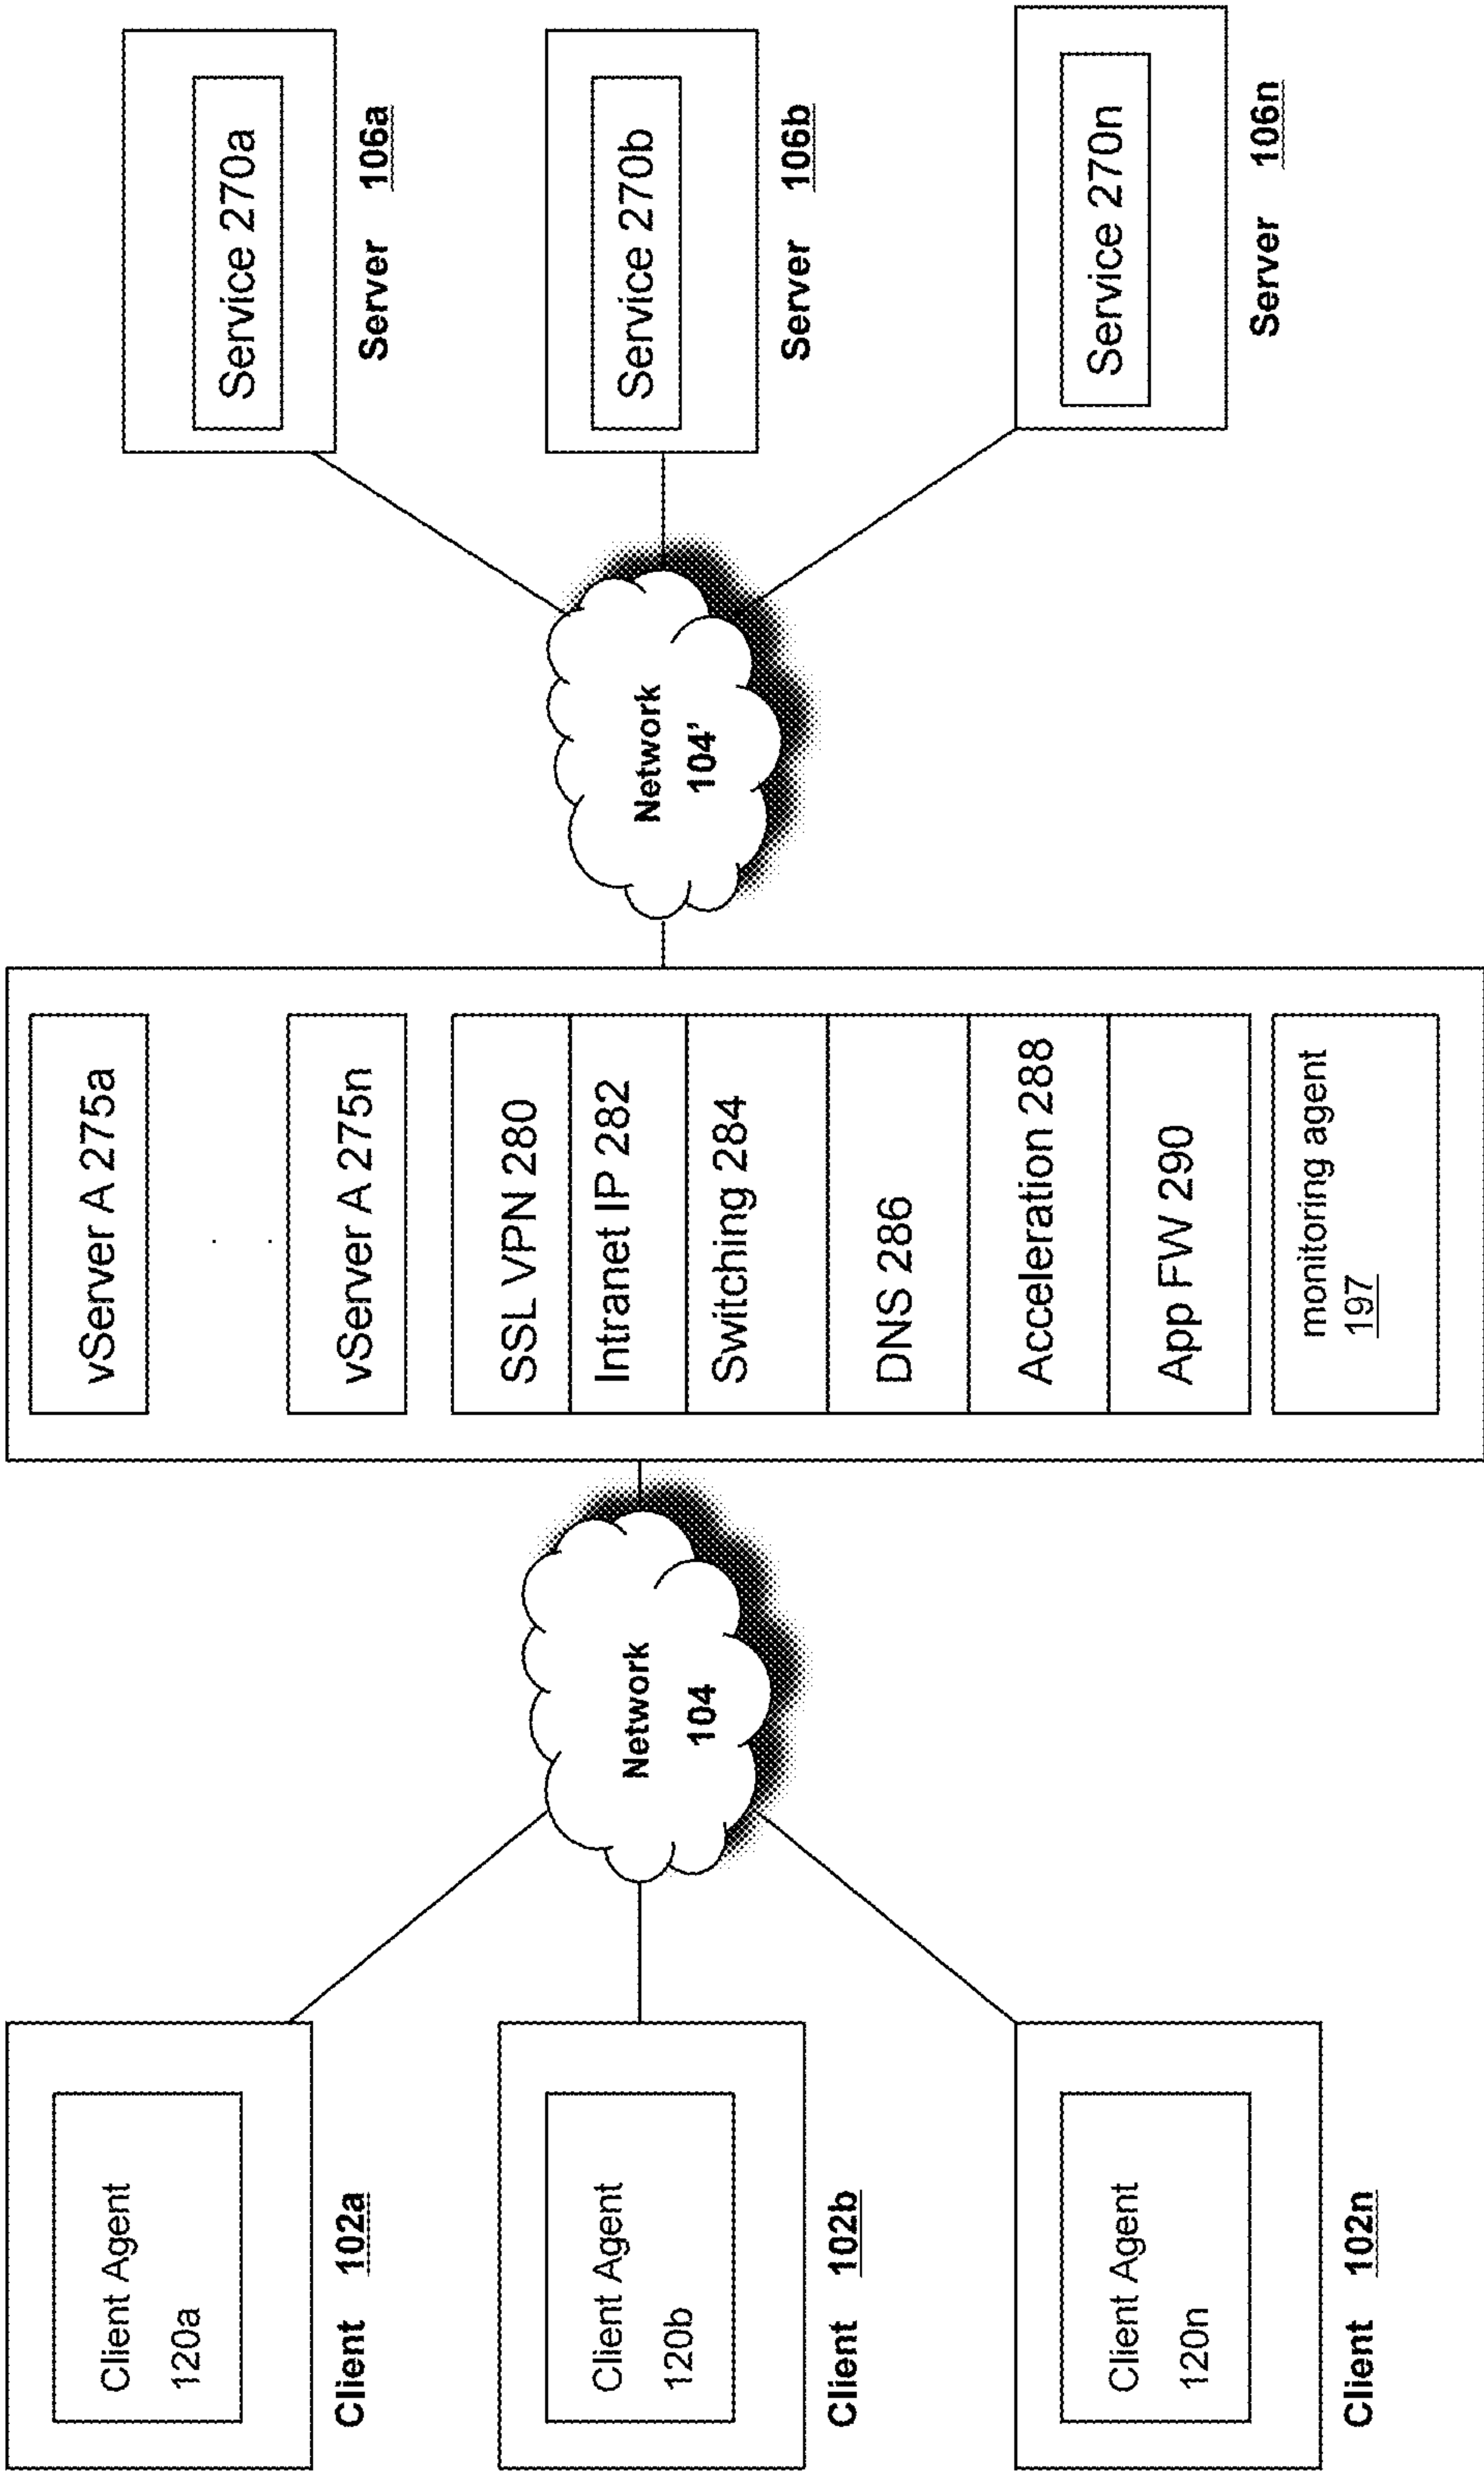 Client Agent
120a
Client 102a
Client Agent
120b
Client 102b
Client Agent
120n
Client 102n
Network
104
vServer A 275a
vServer A 275n
SSL VPN 280
Intranet IP 282
Switching 284
DNS 286
Acceleration 288
App FW 290
monitoring agent
197
Network
104'
Service 270a
Server 106a
Service 270b
Server 106b
Service 270n
Server 106n